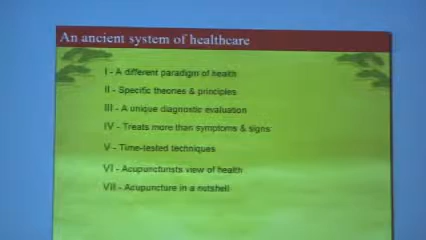 An ancient system of healthcare
I - A different paradigm of health
II - Specific theories & principles
III - A unique diagnostic evaluation
IV - Treats more than symptoms & signs
V - Time-tested techniques
VI - Acupuncturists view of health
VII - Acupuncture in a nutshell